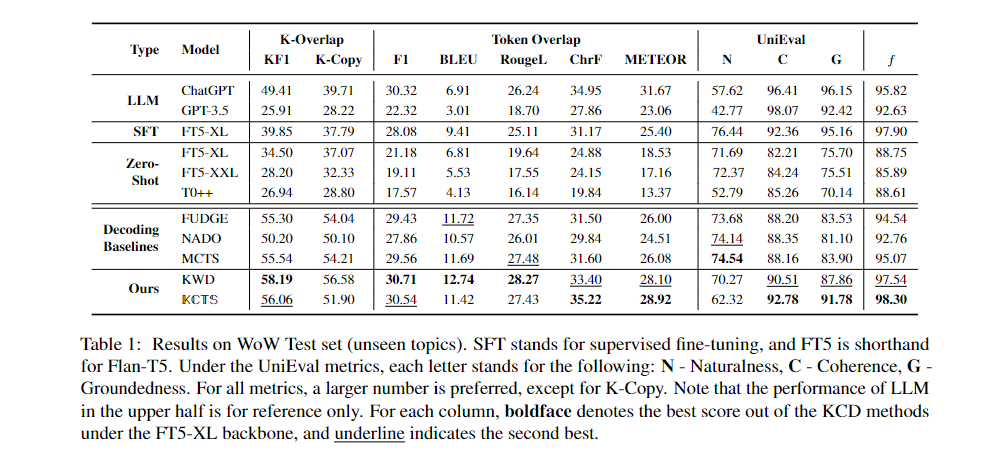 Type Model K-Overlap Token Overlap UniEval
KF1 K-Copy F1 BLEU RougeL ChrF METEOR N C G f
LLM ChatGPT 49.41 39.71 30.32 6.91 26.24 34.95 31.67 57.62 96.41 96.15 95.82
GPT-3.5 25.91 28.22 22.32 3.01 18.70 27.86 23.06 42.77 98.07 92.42 92.63
SFT FT5-XL 39.85 37.79 28.08 9.41 25.11 31.17 25.40 76.44 92.36 95.16 97.90
Zero-Shot FT5-XL 34.50 37.07 21.18 6.81 19.64 24.88 18.53 71.69 82.21 75.70 88.75
FT5-XXL 28.20 32.33 19.11 5.53 17.55 24.15 17.16 72.37 84.24 75.51 85.89
T0++ 26.94 28.80 17.57 4.13 16.14 19.84 13.37 52.79 85.26 70.14 88.61
Decoding Baselines FUDGE 55.30 54.04 29.43 11.72 27.35 31.50 26.00 73.68 88.20 83.53 94.54
NADO 50.20 50.10 27.86 10.57 26.01 29.84 24.51 74.14 88.35 81.10 92.76
MCTS 55.54 54.21 29.56 11.69 27.48 31.60 26.08 74.54 88.16 83.90 95.07
Ours KWD 58.19 56.58 30.71 12.74 28.27 33.40 28.10 70.27 90.51 87.86 97.54
KCTS 56.06 51.90 30.54 11.42 27.43 35.22 28.92 62.32 92.78 91.78 98.30
Table 1: Results on WoW Test set (unseen topics). SFT stands for supervised fine-tuning, and FT5 is shorthand
for Flan-T5. Under the UniEval metrics, each letter stands for the following: N - Naturalness, C - Coherence, G -
Groundedness. For all metrics, a larger number is preferred, except for K-Copy. Note that the performance of LLM
in the upper half is for reference only. For each column, boldface denotes the best score out of the KCD methods
under the FT5-XL backbone, and underline indicates the second best.